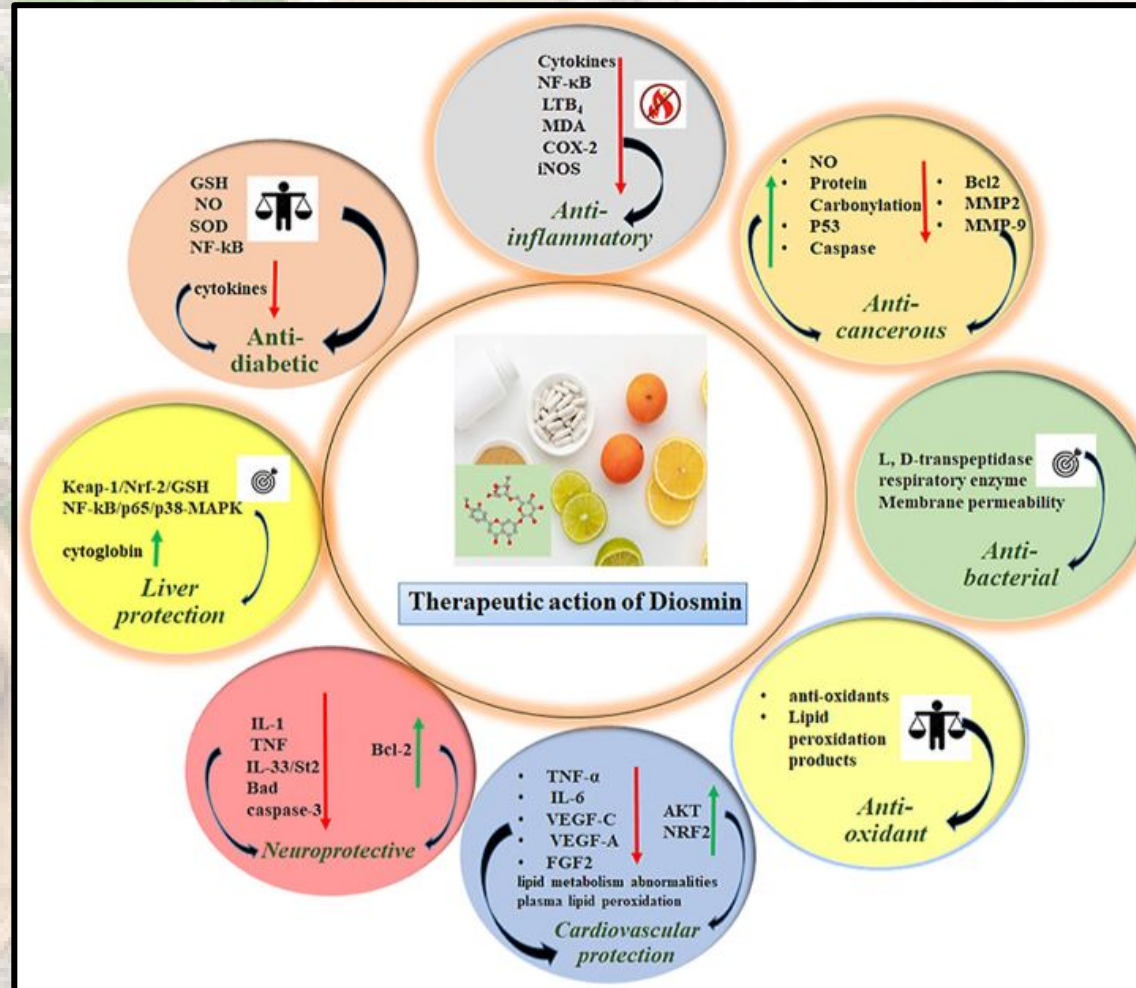 Cytokines
NF-κB
LTB₄
MDA
COX-2
iNOS
Anti-
inflammatory
GSH
NO
SOD
NF-kB
cytokines
Anti-
diabetic
• NO
• Protein
Carbonylation
• P53
• Caspase
• Bcl2
• MMP2
• MMP-9
Anti-
cancerous
Keap-1/Nrf-2/GSH
NF-kB/p65/p38-MAPK
cytoglobin
Liver
protection
Therapeutic action of Diosmin
L, D-transpeptidase
respiratory enzyme
Membrane permeability
Anti-
bacterial
IL-1
TNF
IL-33/St2
Bad
caspase-3
Bcl-2
Neuroprotective
• TNF-α
• IL-6
• VEGF-C
• VEGF-A
• FGF2
lipid metabolism abnormalities
plasma lipid peroxidation
AKT
NRF2
Cardiovascular
protection
• anti-oxidants
• Lipid
peroxidation
products
Anti-
oxidant